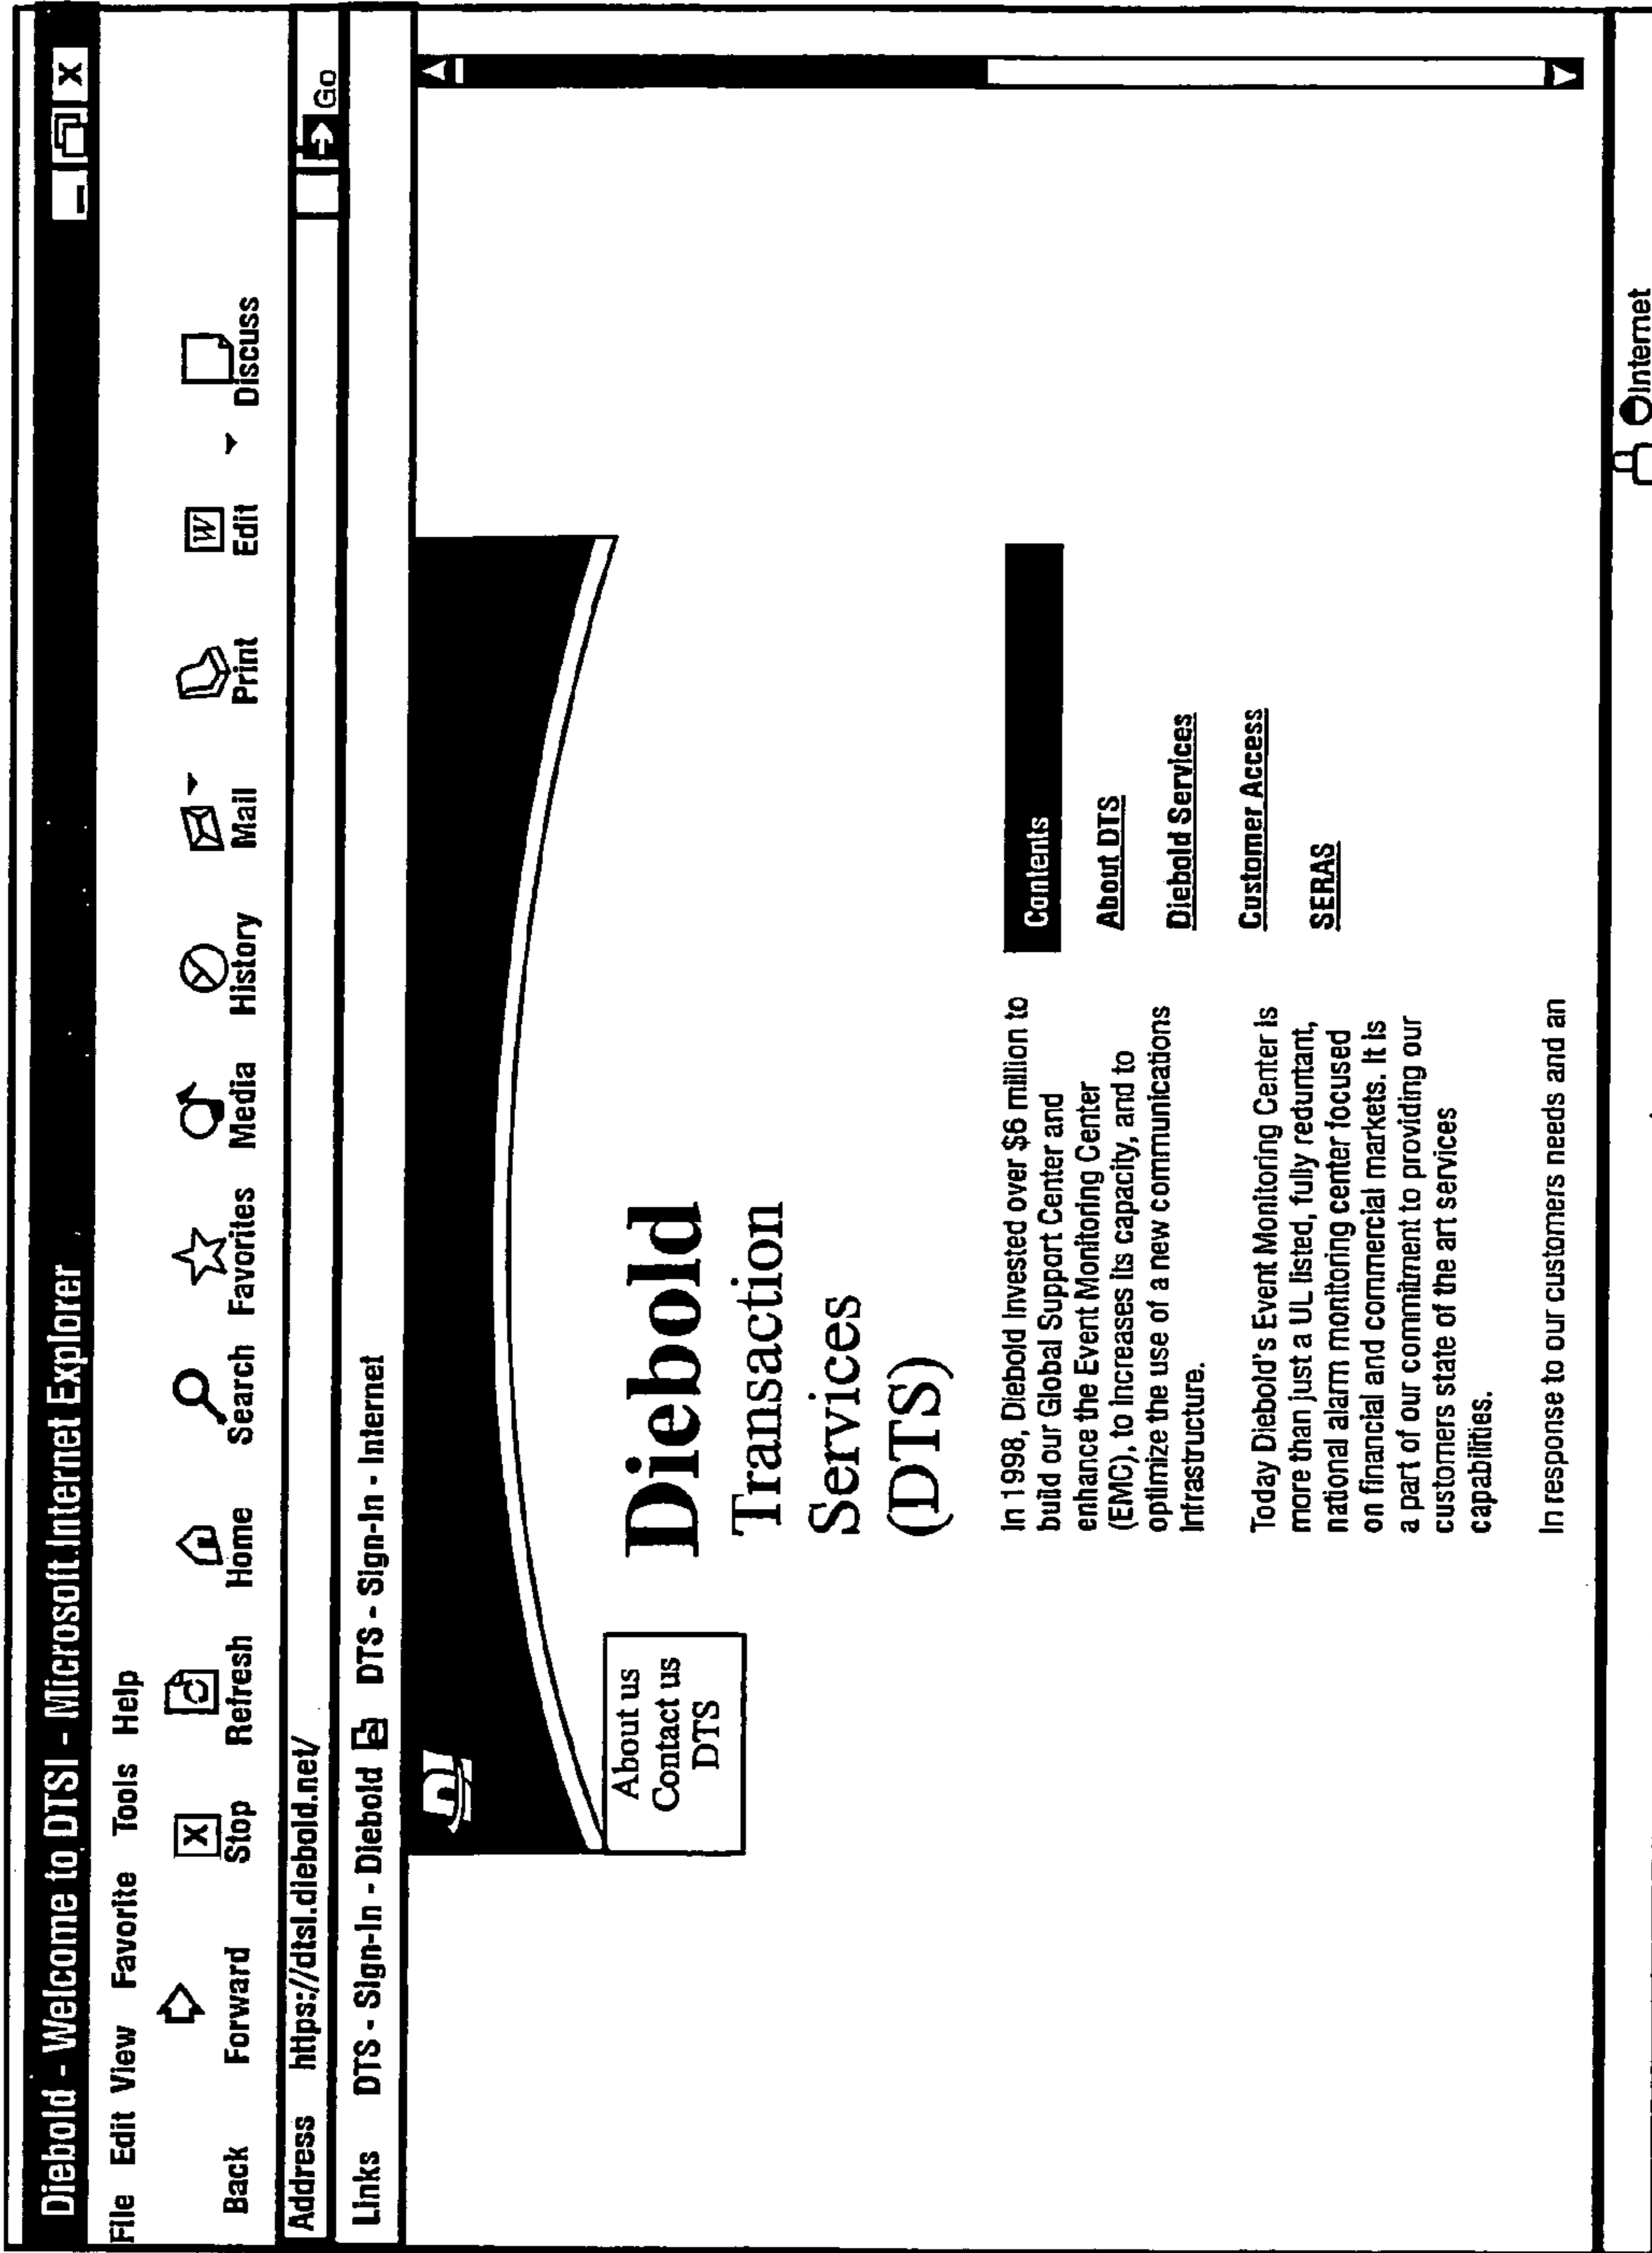 Diebold - Welcome to DTSI - Microsoft.Internet Explorer
File Edit View Favorite Tools Help
Back Forward Stop Refresh Home Search Favorites Media History Mail Print Edit Discuss
Address https://dtsl.diebold.net/ Go
Links DTS - Sign-In - Diebold DTS - Sign-In - Internet
About us
Contact us
DTS
Diebold
Transaction
Services
(DTS)
In 1998, Diebold Invested over $6 million to
build our Global Support Center and
enhance the Event Monitoring Center
(EMC), to increases its capacity, and to
optimize the use of a new communications
Infrastructure.
Today Diebold's Event Monitoring Center is
more than just a UL listed, fully reduntant,
national alarm monitoring center focused
on financial and commercial markets. It is
a part of our commitment to providing our
customers state of the art services
capabilities.
In response to our customers needs and an
Contents
About DTS
Diebold Services
Customer Access
SERAS
Internet